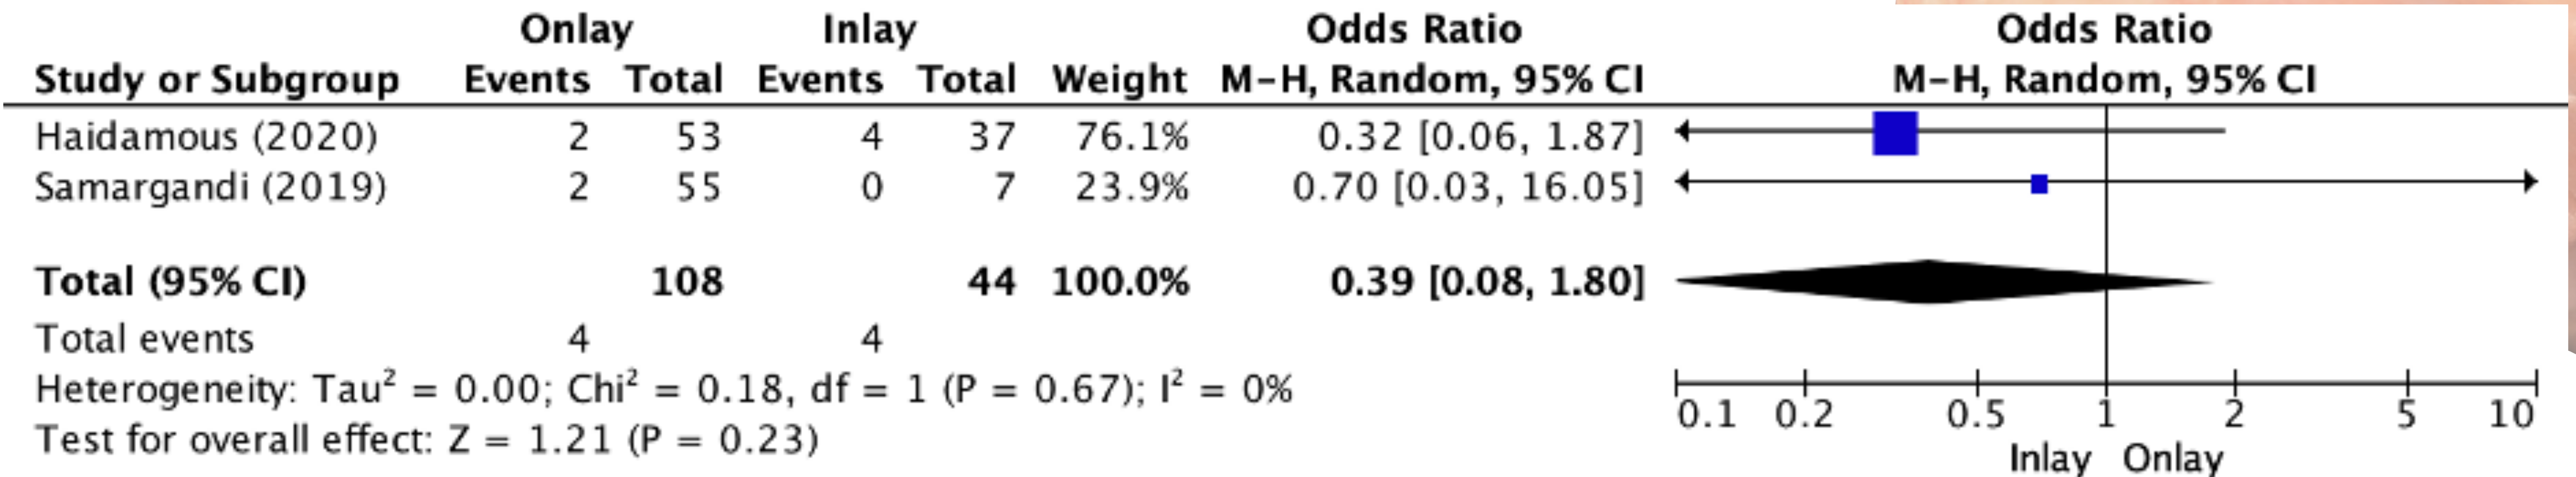 Onlay Inlay Odds Ratio Odds Ratio
Study or Subgroup Events Total Events Total Weight M-H, Random, 95% CI M-H, Random, 95% CI
Haidamous (2020) 2 53 4 37 76.1% 0.32 [0.06, 1.87]
Samargandi (2019) 2 55 0 7 23.9% 0.70 [0.03, 16.05]
Total (95% CI) 108 44 100.0% 0.39 [0.08, 1.80]
Total events 4 4
Heterogeneity: Tau² = 0.00; Chi² = 0.18, df = 1 (P = 0.67); I² = 0%
Test for overall effect: Z = 1.21 (P = 0.23)
0.1 0.2 0.5 1 2 5 10
Inlay Onlay